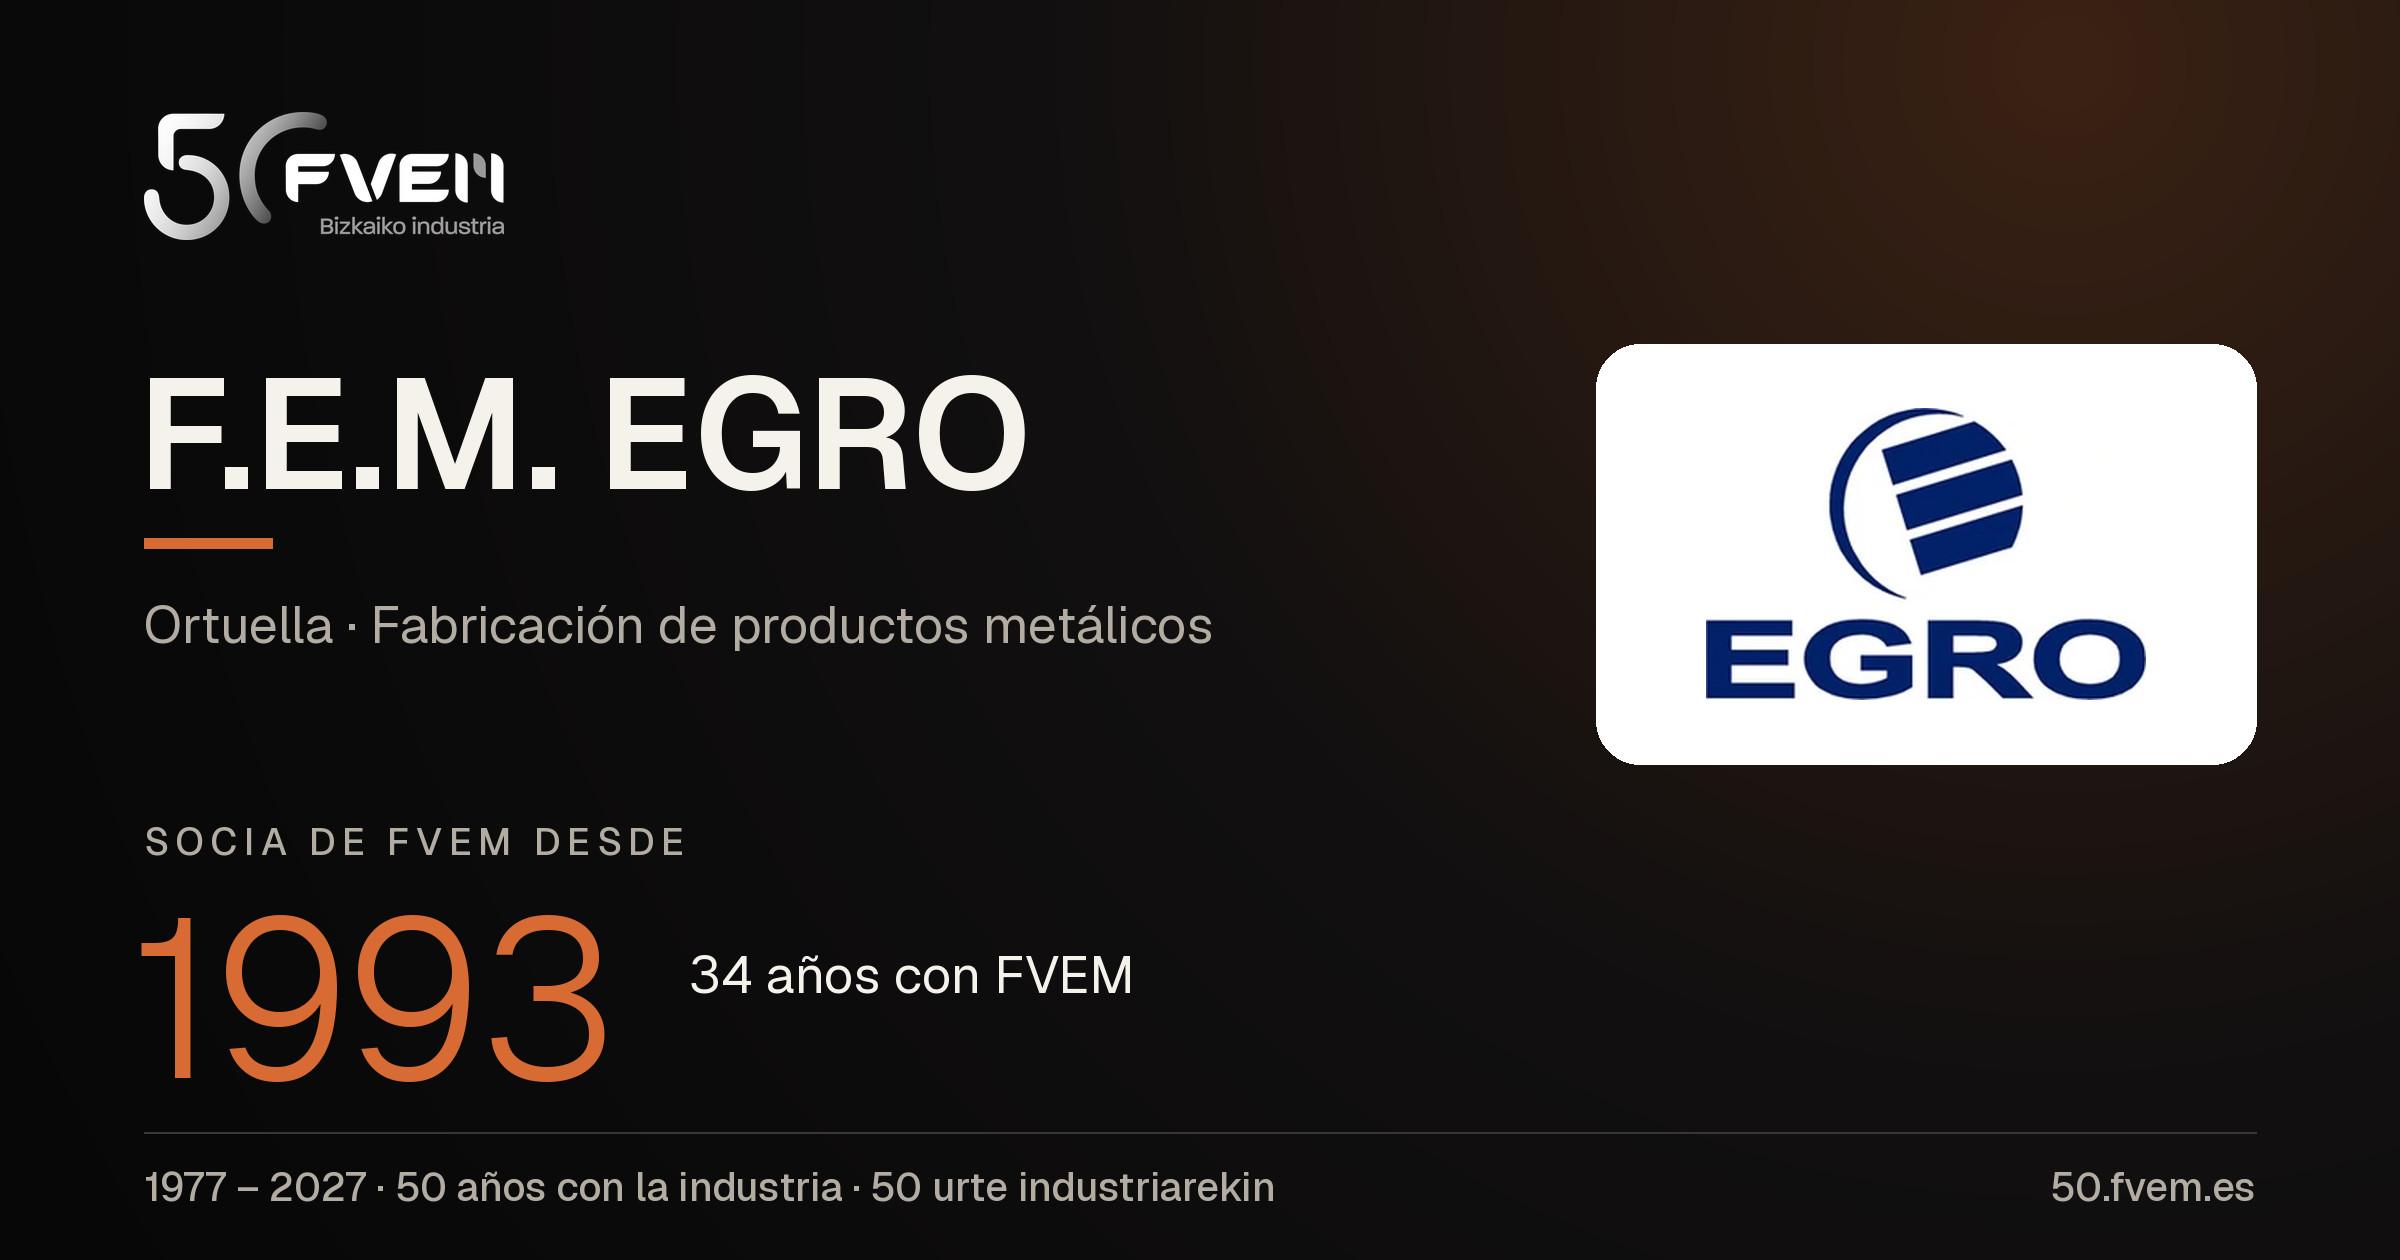 50 FVEM
Bizkaiko industria
F.E.M. EGRO
Ortuella · Fabricación de productos metálicos
EGRO
SOCIA DE FVEM DESDE
1993
34 años con FVEM
1977 – 2027 · 50 años con la industria · 50 urte industriarekin
50.fvem.es